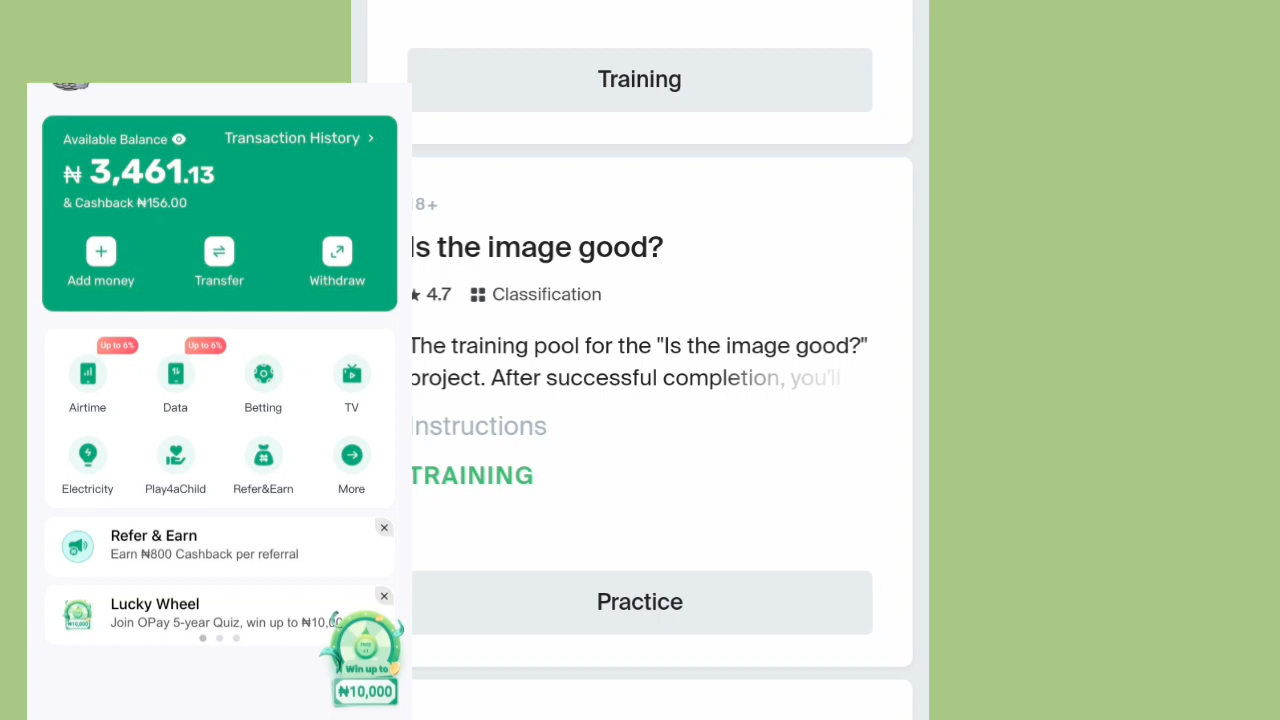 Training
18+
Is the image good?
4.7 Classification
The training pool for the "Is the image good?"
project. After successful completion, you'll
Instructions
TRAINING
Practice
Available Balance
Transaction History >
₦ 3,461.13
& Cashback ₦156.00
Add money
Transfer
Withdraw
Up to 6%
Up to 6%
Airtime
Data
Betting
TV
Electricity
Play4aChild
Refer&Earn
More
Refer & Earn
Earn ₦800 Cashback per referral
Lucky Wheel
Join OPay 5-year Quiz, win up to ₦10,00
₦10,000
Win up to
₦10,000